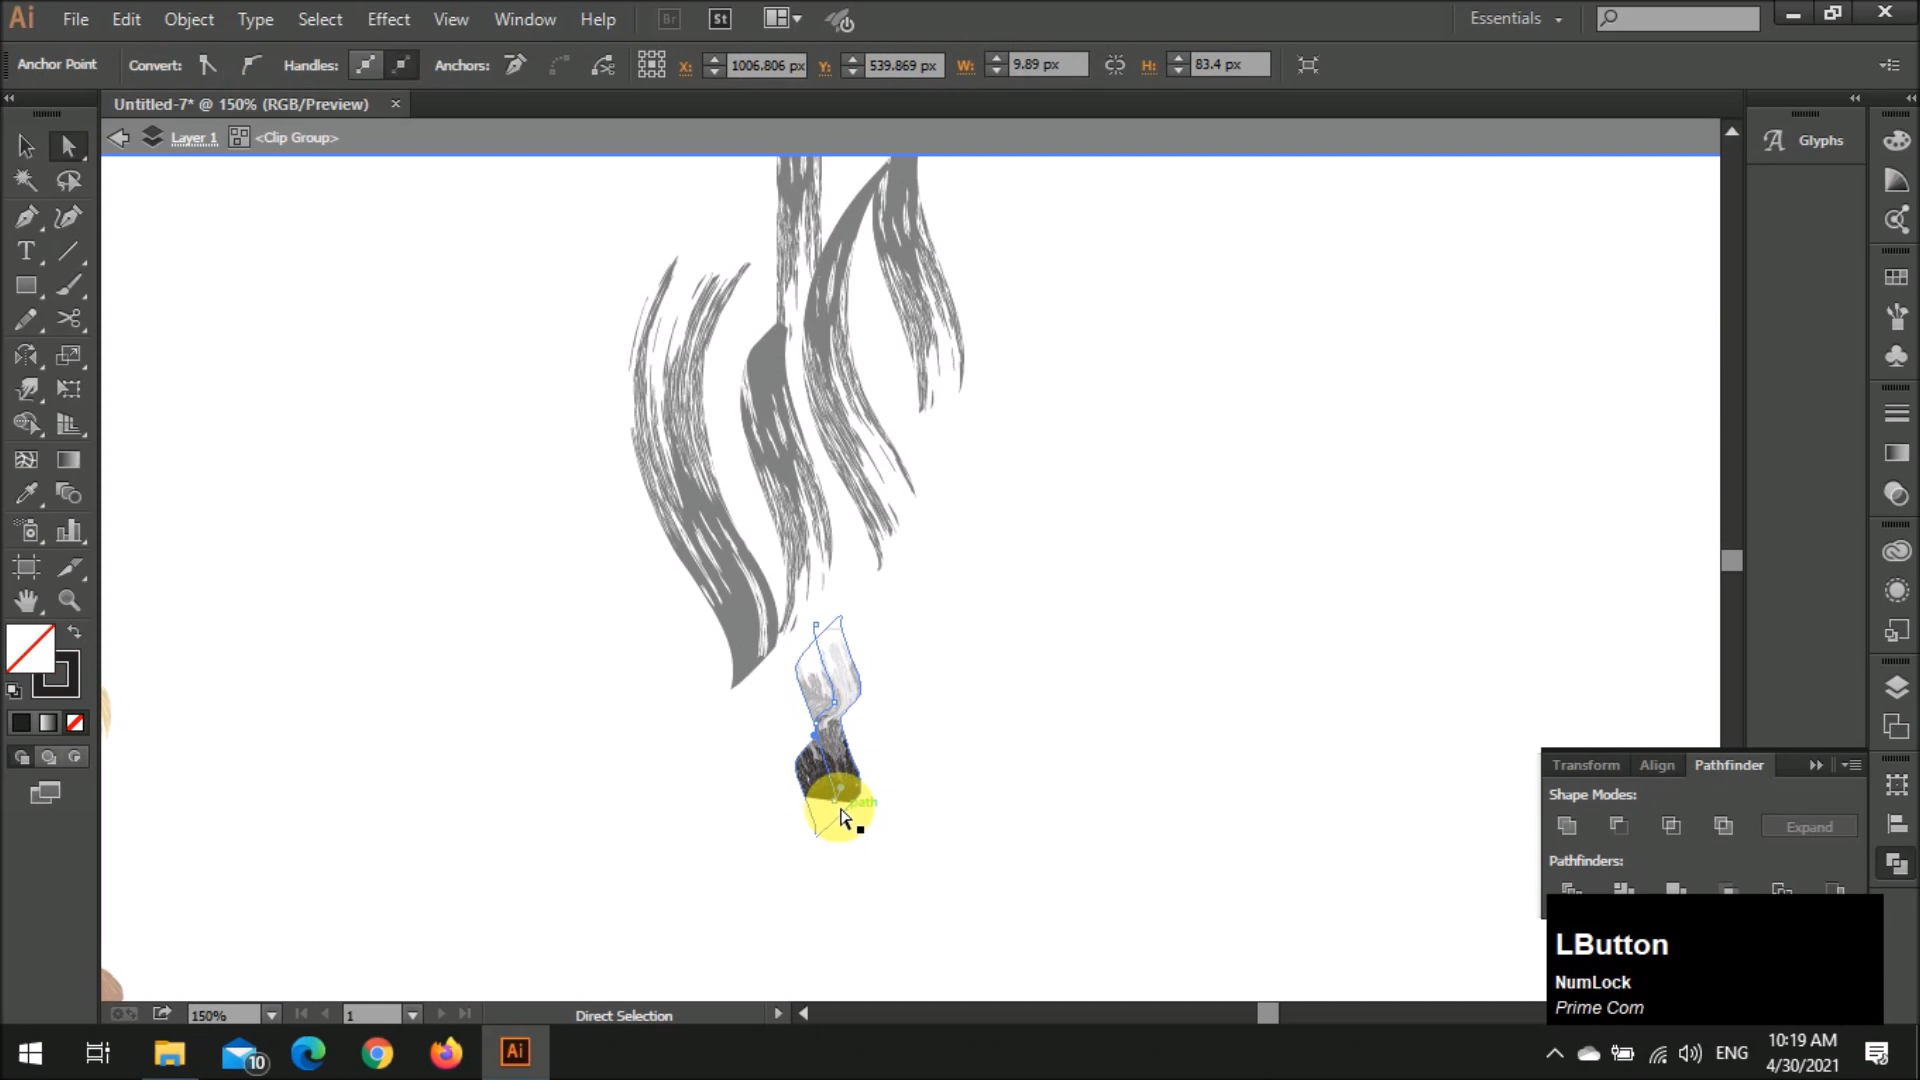 Ai File Edit Object Type Select Effect View Window Help Br St Essentials
Anchor Point Convert: Handles: Anchors: X: 1006.806 px Y: 539.869 px W: 9.89 px H: 83.4 px
Untitled-7* @ 150% (RGB/Preview) ×
Layer 1 <Clip Group>
A Glyphs
T
path
Transform Align Pathfinder
Shape Modes:
Expand
Pathfinders:
LButton
NumLock
Prime Com
150% 1 Direct Selection
10 Ai ENG 10:19 AM
4/30/2021